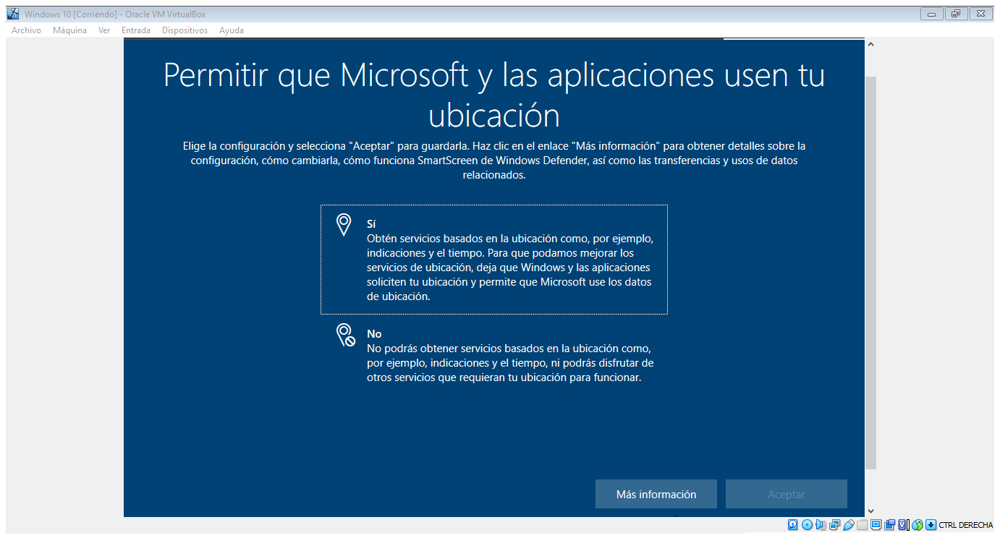 Windows 10 [Corriendo] - Oracle VM VirtualBox
Archivo Máquina Ver Entrada Dispositivos Ayuda
Permitir que Microsoft y las aplicaciones usen tu
ubicación
Elige la configuración y selecciona "Aceptar" para guardarla. Haz clic en el enlace "Más información" para obtener detalles sobre la
configuración, cómo cambiarla, cómo funciona SmartScreen de Windows Defender, así como las transferencias y usos de datos
relacionados.
Sí
Obtén servicios basados en la ubicación como, por ejemplo,
indicaciones y el tiempo. Para que podamos mejorar los
servicios de ubicación, deja que Windows y las aplicaciones
soliciten tu ubicación y permite que Microsoft use los datos
de ubicación.
No
No podrás obtener servicios basados en la ubicación como,
por ejemplo, indicaciones y el tiempo, ni podrás disfrutar de
otros servicios que requieran tu ubicación para funcionar.
Más información Aceptar
CTRL DERECHA